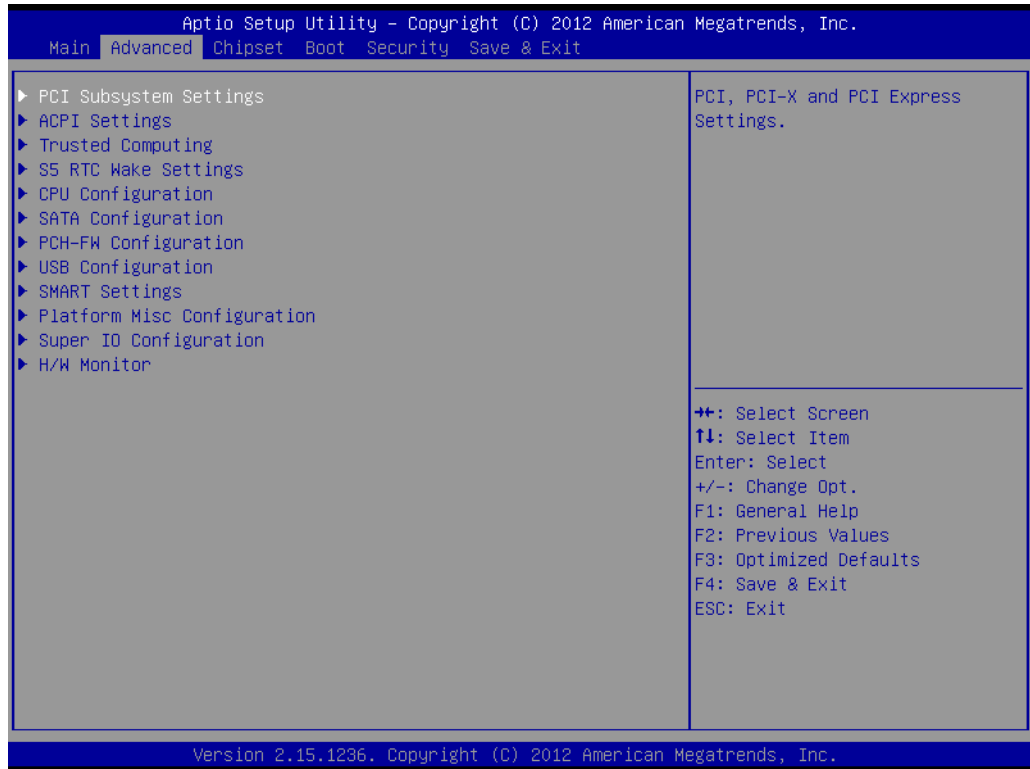 Aptio Setup Utility – Copyright (C) 2012 American Megatrends, Inc.
Main Advanced Chipset Boot Security Save & Exit
▶ PCI Subsystem Settings
▶ ACPI Settings
▶ Trusted Computing
▶ S5 RTC Wake Settings
▶ CPU Configuration
▶ SATA Configuration
▶ PCH-FW Configuration
▶ USB Configuration
▶ SMART Settings
▶ Platform Misc Configuration
▶ Super IO Configuration
▶ H/W Monitor
PCI, PCI-X and PCI Express
Settings.
→←: Select Screen
↑↓: Select Item
Enter: Select
+/-: Change Opt.
F1: General Help
F2: Previous Values
F3: Optimized Defaults
F4: Save & Exit
ESC: Exit
Version 2.15.1236. Copyright (C) 2012 American Megatrends, Inc.